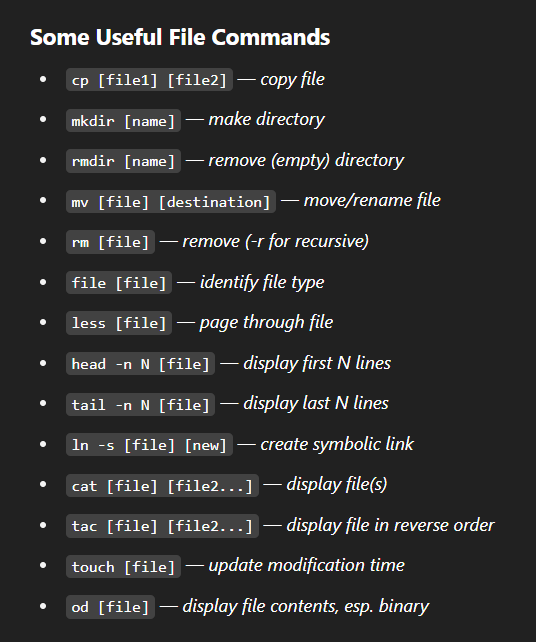 Some Useful File Commands
• cp [file1] [file2] — copy file
• mkdir [name] — make directory
• rmdir [name] — remove (empty) directory
• mv [file] [destination] — move/rename file
• rm [file] — remove (-r for recursive)
• file [file] — identify file type
• less [file] — page through file
• head -n N [file] — display first N lines
• tail -n N [file] — display last N lines
• ln -s [file] [new] — create symbolic link
• cat [file] [file2...] — display file(s)
• tac [file] [file2...] — display file in reverse order
• touch [file] — update modification time
• od [file] — display file contents, esp. binary